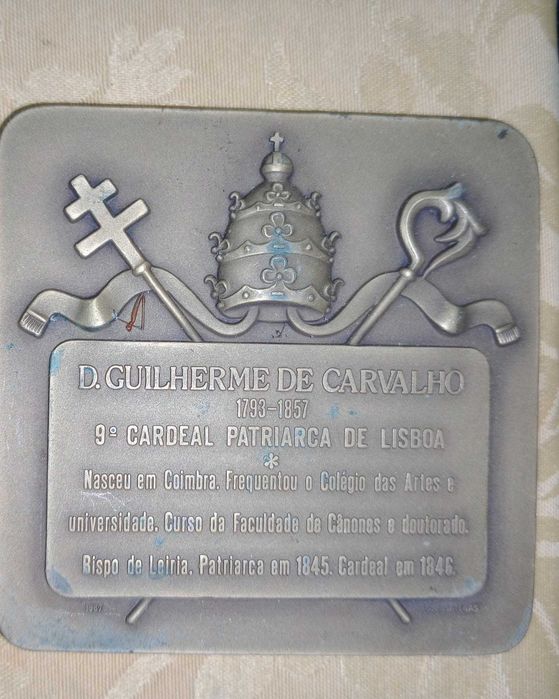 D. GUILHERME DE CARVALHO
1793-1857
9º CARDEAL PATRIARCA DE LISBOA
*
Nasceu em Coimbra. Frequentou o Colégio das Artes e
universidade. Curso da Faculdade de Cânones e doutorado.
Bispo de Leiria. Patriarca em 1845. Cardeal em 1846.